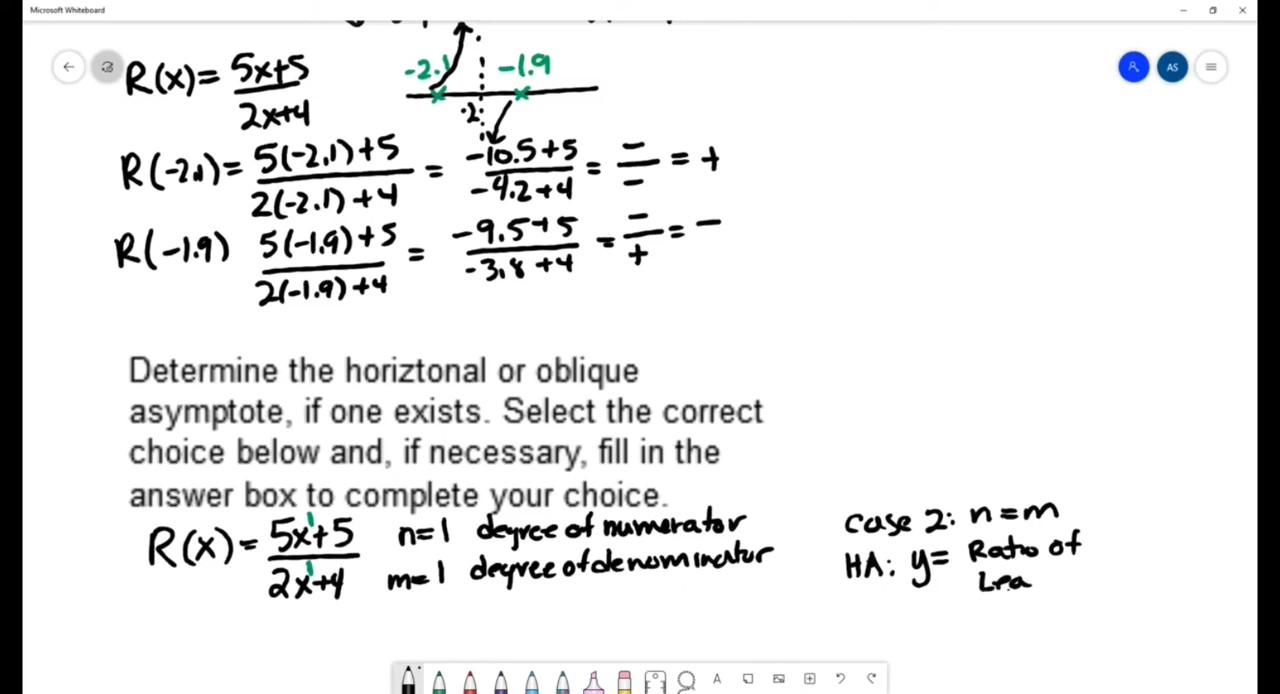 Microsoft Whiteboard
AS
R(x)= 5x+5 / 2x+4
-2.1 -1.9
-2
R(-2.1)= 5(-2.1)+5 / 2(-2.1)+4 = -10.5+5 / -4.2+4 = - / - = +
R(-1.9) 5(-1.9)+5 / 2(-1.9)+4 = -9.5+5 / -3.8+4 = - / + = -
Determine the horiztonal or oblique
asymptote, if one exists. Select the correct
choice below and, if necessary, fill in the
answer box to complete your choice.
R(x)= 5x¹+5 / 2x¹+4
n=1 degree of numerator
m=1 degree of denominator
Case 2: n=m
HA: y= Ratio of
Lea
A